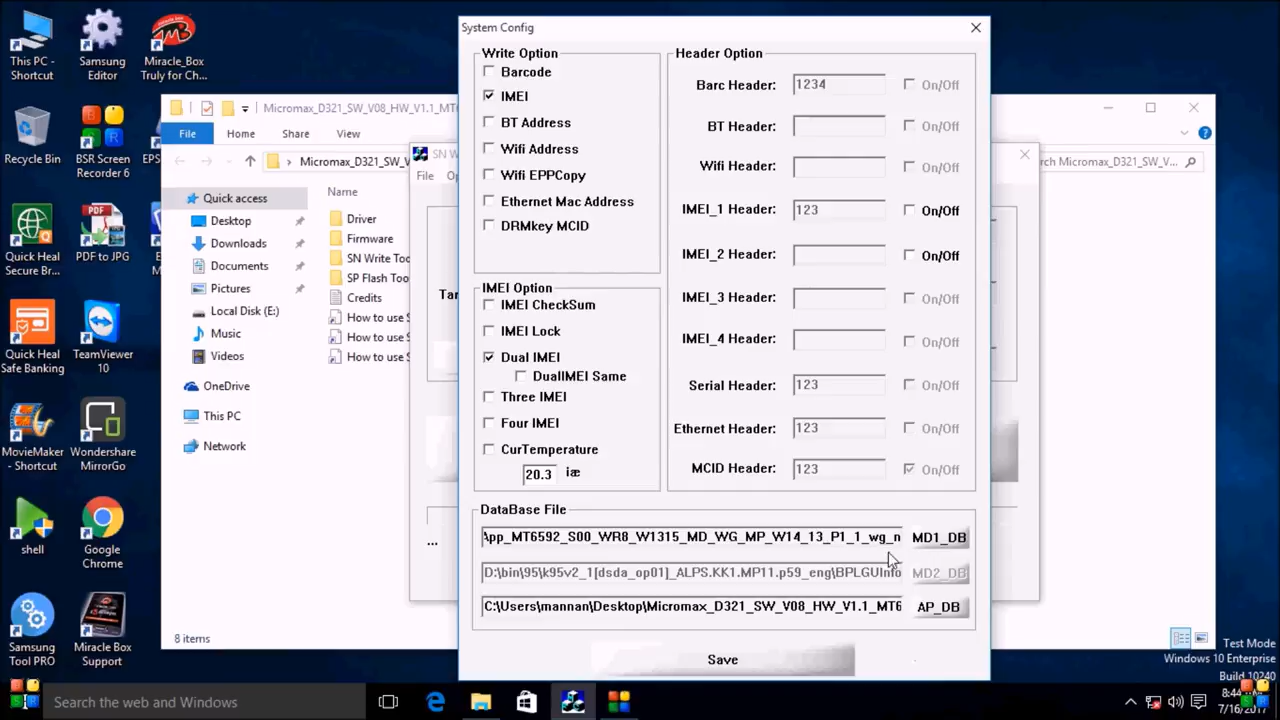 This PC -
Shortcut
Samsung
Editor
Miracle_Box
Truly for Ch...
Recycle Bin
BSR Screen
Recorder 6
EPS
Quick Heal
Secure Br...
PDF to JPG
Quick Heal
Safe Banking
TeamViewer
10
MovieMaker
- Shortcut
Wondershare
MirrorGo
shell
Google
Chrome
Samsung
Tool PRO
Miracle Box
Support
Micromax_D321_SW_V08_HW_V1.1_MT6
File
Home
Share
View
Micromax_D321_SW_V
rch Micromax_D321_SW_V...
Quick access
Desktop
Downloads
Documents
Pictures
Local Disk (E:)
Music
Videos
OneDrive
This PC
Network
Name
Driver
Firmware
SN Write Too
SP Flash Too
Credits
How to use S
How to use S
How to use S
8 items
SN W
File
Op
Tar
...
System Config
Write Option
Barcode
IMEI
BT Address
Wifi Address
Wifi EPPCopy
Ethernet Mac Address
DRMkey MCID
IMEI Option
IMEI CheckSum
IMEI Lock
Dual IMEI
DualIMEI Same
Three IMEI
Four IMEI
CurTemperature
20.3 iæ
Header Option
Barc Header: 1234 On/Off
BT Header: On/Off
Wifi Header: On/Off
IMEI_1 Header: 123 On/Off
IMEI_2 Header: On/Off
IMEI_3 Header: On/Off
IMEI_4 Header: On/Off
Serial Header: 123 On/Off
Ethernet Header: 123 On/Off
MCID Header: 123 On/Off
DataBase File
App_MT6592_S00_WR8_W1315_MD_WG_MP_W14_13_P1_1_wg_n MD1_DB
D:\bin\95\k95v2_1[dsda_op01]_ALPS.KK1.MP11.p59_eng\BPLGUInfo MD2_DB
C:\Users\mannan\Desktop\Micromax_D321_SW_V08_HW_V1.1_MT6 AP_DB
Save
Test Mode
Windows 10 Enterprise
Build 10240
Search the web and Windows
8:44
7/16/2017